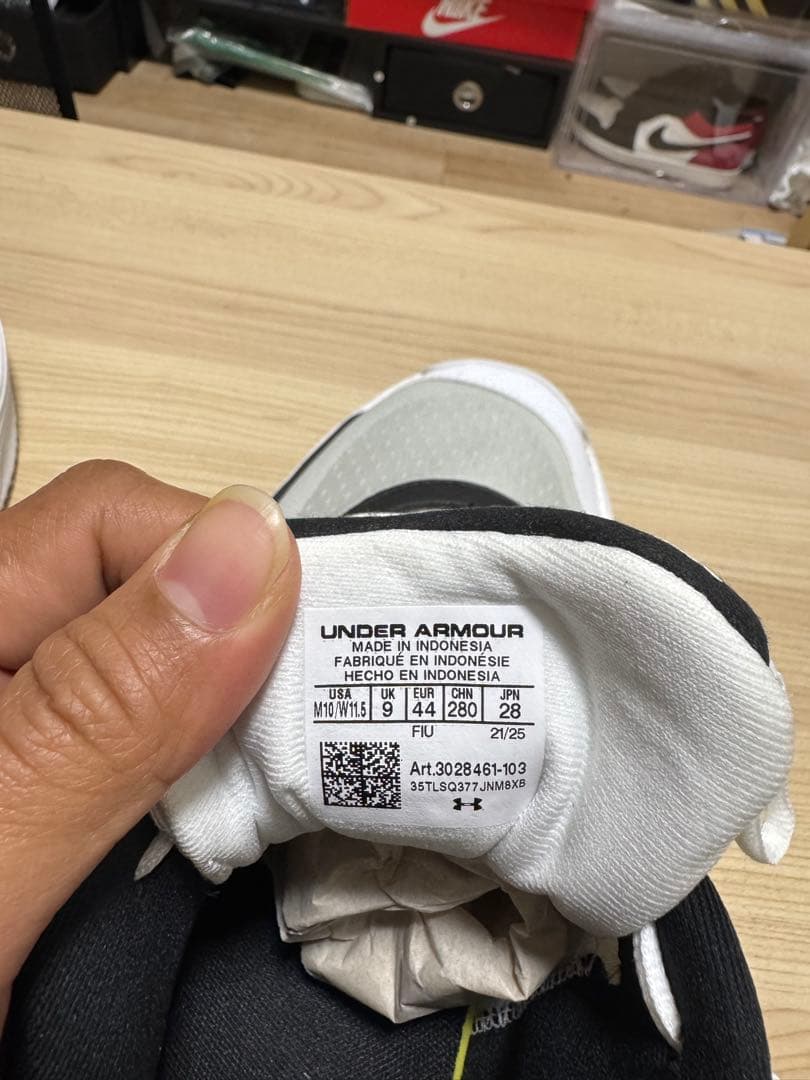 NIKE
UNDER ARMOUR
MADE IN INDONESIA
FABRIQUÉ EN INDONÉSIE
HECHO EN INDONESIA
USA UK EUR CHN JPN
M10/W11.5 9 44 280 28
FIU 21/25
Art.3028461-103
35TLSQ377JNM8XB